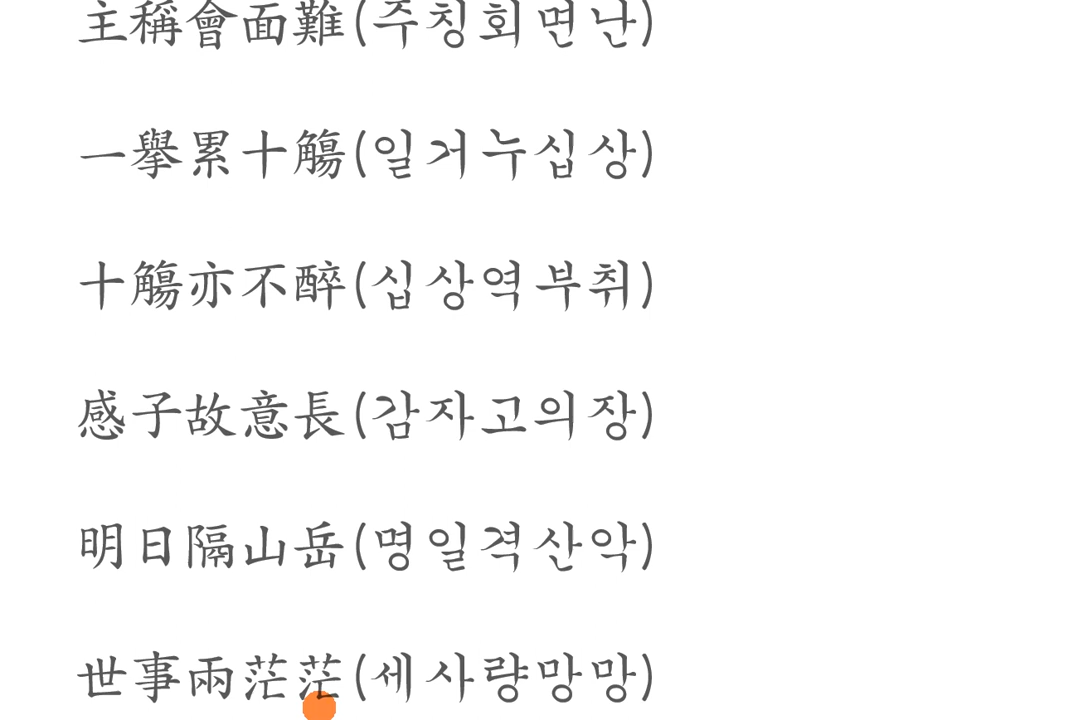 主稱會面難(주칭회면난)
一擧累十觴(일거누십상)
十觴亦不醉(십상역부취)
感子故意長(감자고의장)
明日隔山岳(명일격산악)
世事兩茫茫(세사량망망)